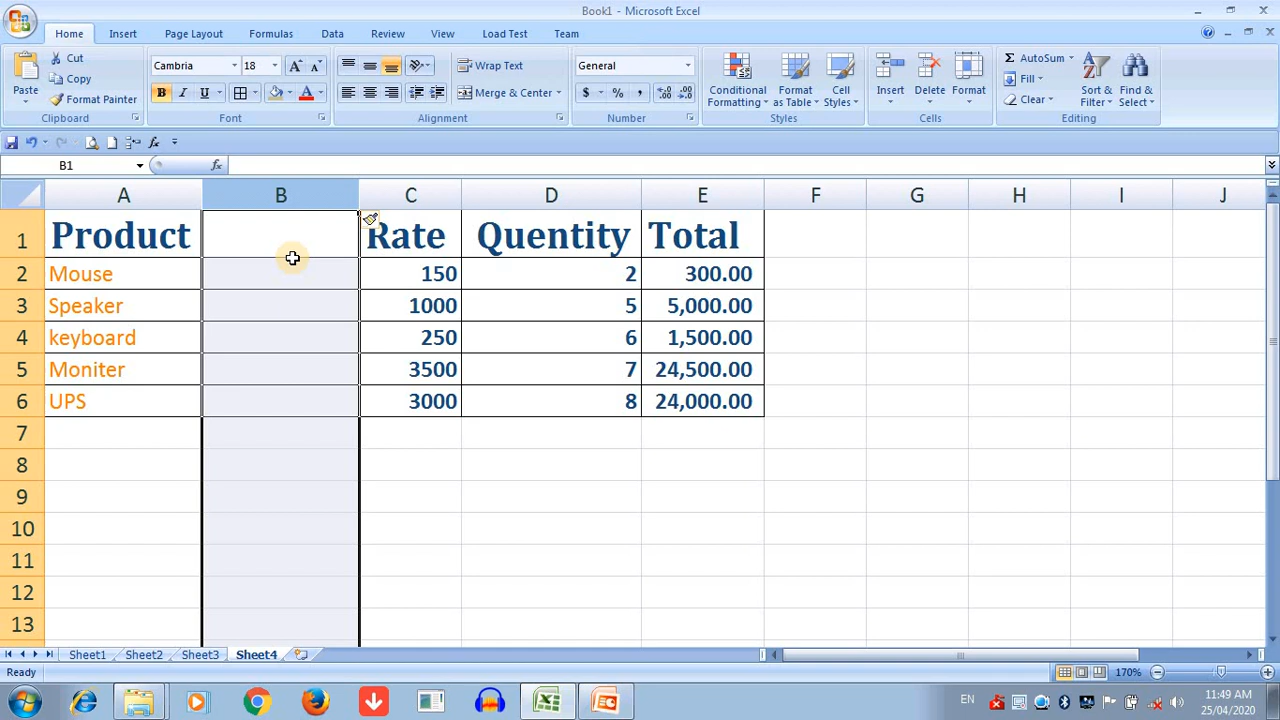 Book1 - Microsoft Excel
Home Insert Page Layout Formulas Data Review View Load Test Team
Cut Cambria 18 Wrap Text General AutoSum
Paste Copy Conditional Formatting Format as Table Cell Styles Insert Delete Format Fill Sort & Filter Find & Select
Format Painter B I U Merge & Center $ % , Clear
Clipboard Font Alignment Number Styles Cells Editing
B1 fx
A B C D E F G H I J
1 Product Rate Quentity Total
2 Mouse 150 2 300.00
3 Speaker 1000 5 5,000.00
4 keyboard 250 6 1,500.00
5 Moniter 3500 7 24,500.00
6 UPS 3000 8 24,000.00
7
8
9
10
11
12
13
Sheet1 Sheet2 Sheet3 Sheet4
Ready 170%
EN 11:49 AM
25/04/2020